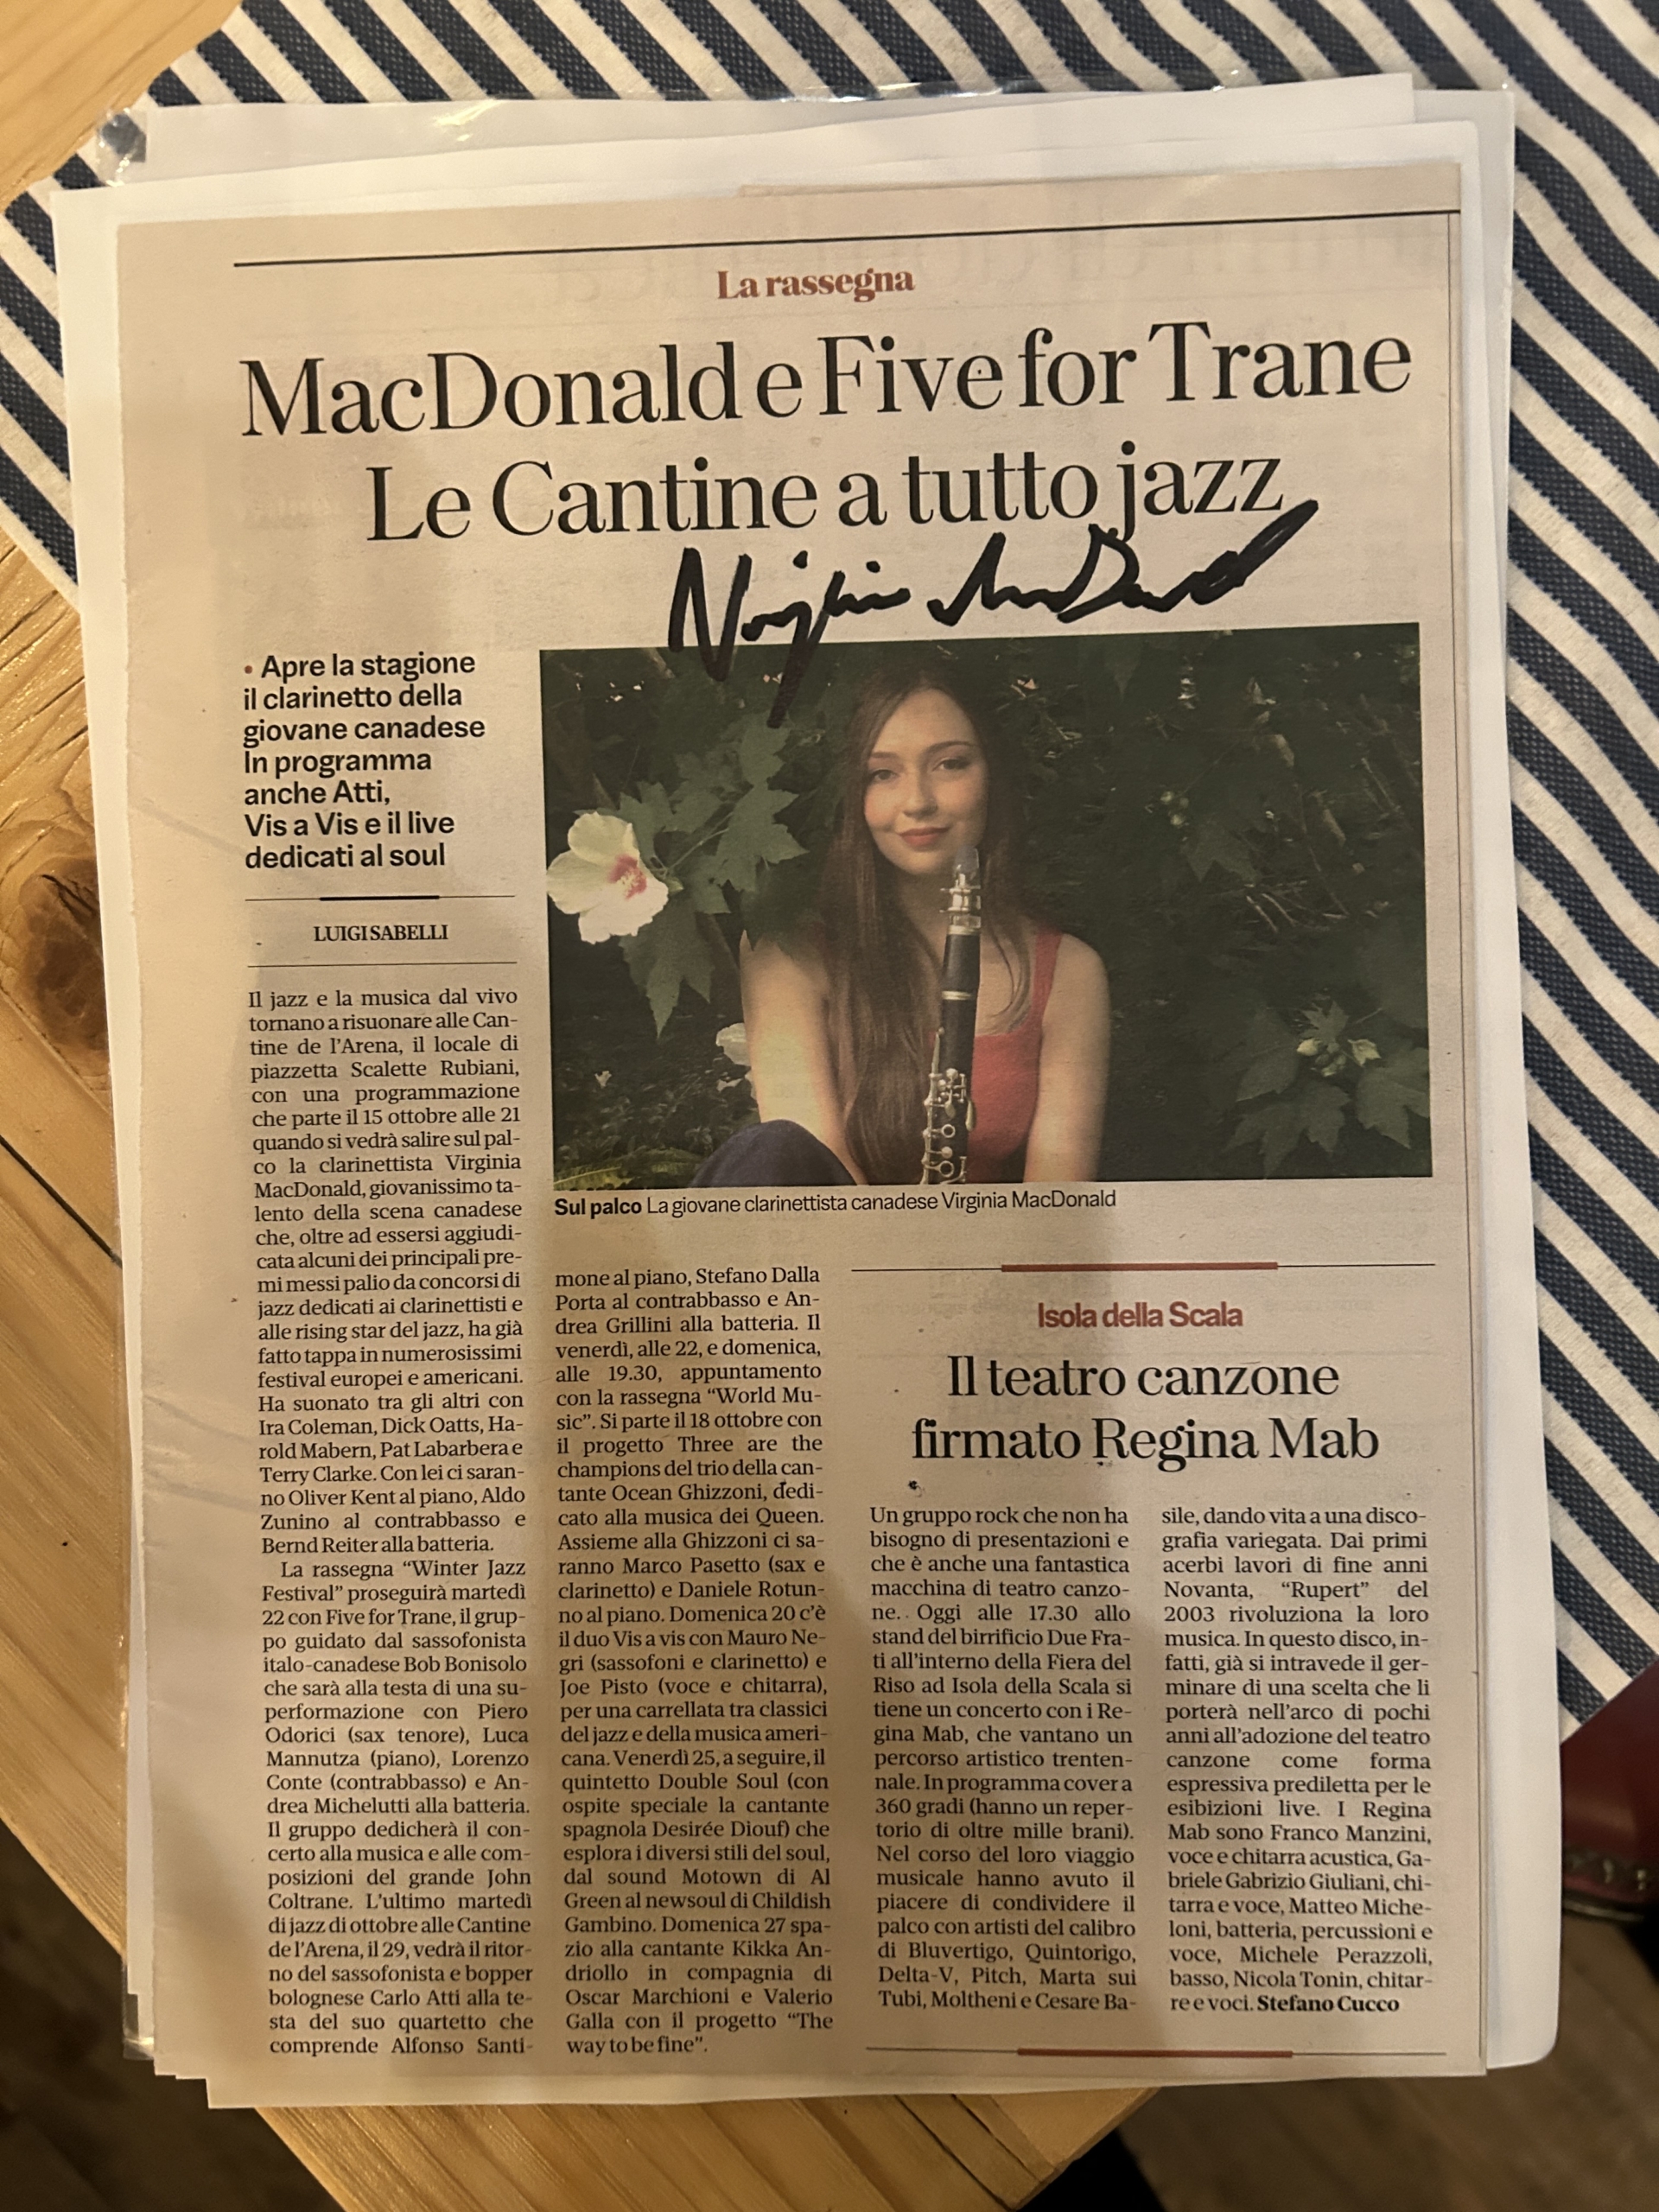 La rassegna
MacDonald e Five for Trane
Le Cantine a tutto jazz
Virginia MacDonald
• Apre la stagione
il clarinetto della
giovane canadese
In programma
anche Atti,
Vis a Vis e il live
dedicati al soul
LUIGI SABELLI
Il jazz e la musica dal vivo
tornano a risuonare alle Can-
tine de l'Arena, il locale di
piazzetta Scalette Rubiani,
con una programmazione
che parte il 15 ottobre alle 21
quando si vedrà salire sul pal-
co la clarinettista Virginia
MacDonald, giovanissimo ta-
lento della scena canadese
che, oltre ad essersi aggiudi-
cata alcuni dei principali pre-
mi messi palio da concorsi di
jazz dedicati ai clarinettisti e
alle rising star del jazz, ha già
fatto tappa in numerosissimi
festival europei e americani.
Ha suonato tra gli altri con
Ira Coleman, Dick Oatts, Ha-
rold Mabern, Pat Labarbera e
Terry Clarke. Con lei ci saran-
no Oliver Kent al piano, Aldo
Zunino al contrabbasso e
Bernd Reiter alla batteria.
La rassegna “Winter Jazz
Festival” proseguirà martedì
22 con Five for Trane, il grup-
po guidato dal sassofonista
italo-canadese Bob Bonisolo
che sarà alla testa di una su-
performazione con Piero
Odorici (sax tenore), Luca
Mannutza (piano), Lorenzo
Conte (contrabbasso) e An-
drea Michelutti alla batteria.
Il gruppo dedicherà il con-
certo alla musica e alle com-
posizioni del grande John
Coltrane. L'ultimo martedì
di jazz di ottobre alle Cantine
de l'Arena, il 29, vedrà il ritor-
no del sassofonista e bopper
bolognese Carlo Atti alla te-
sta del suo quartetto che
comprende Alfonso Santi-
Sul palco La giovane clarinettista canadese Virginia MacDonald
mone al piano, Stefano Dalla
Porta al contrabbasso e An-
drea Grillini alla batteria. Il
venerdì, alle 22, e domenica,
alle 19.30, appuntamento
con la rassegna “World Mu-
sic”. Si parte il 18 ottobre con
il progetto Three are the
champions del trio della can-
tante Ocean Ghizzoni, dedi-
cato alla musica dei Queen.
Assieme alla Ghizzoni ci sa-
ranno Marco Pasetto (sax e
clarinetto) e Daniele Rotun-
no al piano. Domenica 20 c'è
il duo Vis a vis con Mauro Ne-
gri (sassofoni e clarinetto) e
Joe Pisto (voce e chitarra),
per una carrellata tra classici
del jazz e della musica ameri-
cana. Venerdì 25, a seguire, il
quintetto Double Soul (con
ospite speciale la cantante
spagnola Desirée Diouf) che
esplora i diversi stili del soul,
dal sound Motown di Al
Green al newsoul di Childish
Gambino. Domenica 27 spa-
zio alla cantante Kikka An-
driollo in compagnia di
Oscar Marchioni e Valerio
Galla con il progetto “The
way to be fine”.
Isola della Scala
Il teatro canzone
firmato Regina Mab
Un gruppo rock che non ha
bisogno di presentazioni e
che è anche una fantastica
macchina di teatro canzo-
ne. Oggi alle 17.30 allo
stand del birrificio Due Fra-
ti all'interno della Fiera del
Riso ad Isola della Scala si
tiene un concerto con i Re-
gina Mab, che vantano un
percorso artistico trenten-
nale. In programma cover a
360 gradi (hanno un reper-
torio di oltre mille brani).
Nel corso del loro viaggio
musicale hanno avuto il
piacere di condividere il
palco con artisti del calibro
di Bluvertigo, Quintorigo,
Delta-V, Pitch, Marta sui
Tubi, Moltheni e Cesare Ba-
sile, dando vita a una disco-
grafia variegata. Dai primi
acerbi lavori di fine anni
Novanta, “Rupert” del
2003 rivoluziona la loro
musica. In questo disco, in-
fatti, già si intravede il ger-
minare di una scelta che li
porterà nell'arco di pochi
anni all'adozione del teatro
canzone come forma
espressiva prediletta per le
esibizioni live. I Regina
Mab sono Franco Manzini,
voce e chitarra acustica, Ga-
briele Gabrizio Giuliani, chi-
tarra e voce, Matteo Miche-
loni, batteria, percussioni e
voce, Michele Perazzoli,
basso, Nicola Tonin, chitar-
re e voci. Stefano Cucco